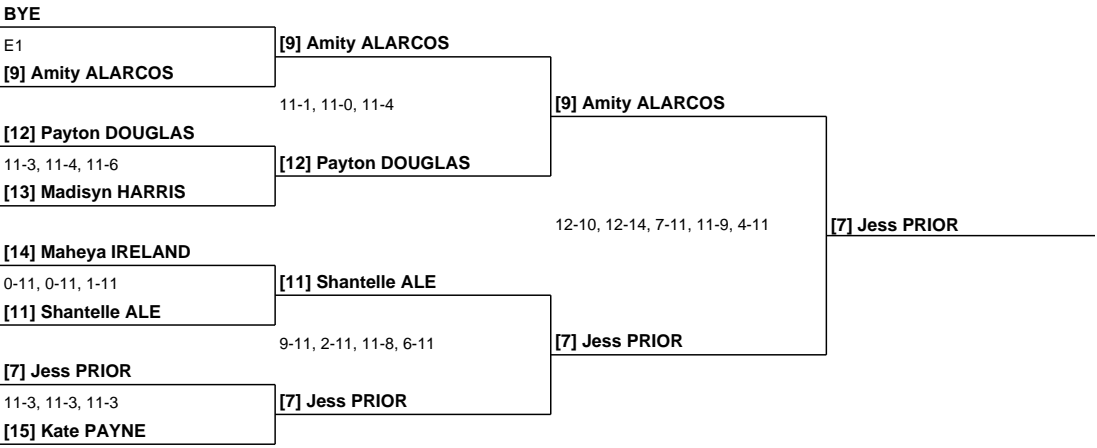 BYE
E1
[9] Amity ALARCOS
[9] Amity ALARCOS
11-1, 11-0, 11-4
[9] Amity ALARCOS
[12] Payton DOUGLAS
11-3, 11-4, 11-6
[12] Payton DOUGLAS
[13] Madisyn HARRIS
12-10, 12-14, 7-11, 11-9, 4-11
[7] Jess PRIOR
[14] Maheya IRELAND
0-11, 0-11, 1-11
[11] Shantelle ALE
[11] Shantelle ALE
9-11, 2-11, 11-8, 6-11
[7] Jess PRIOR
[7] Jess PRIOR
11-3, 11-3, 11-3
[7] Jess PRIOR
[15] Kate PAYNE